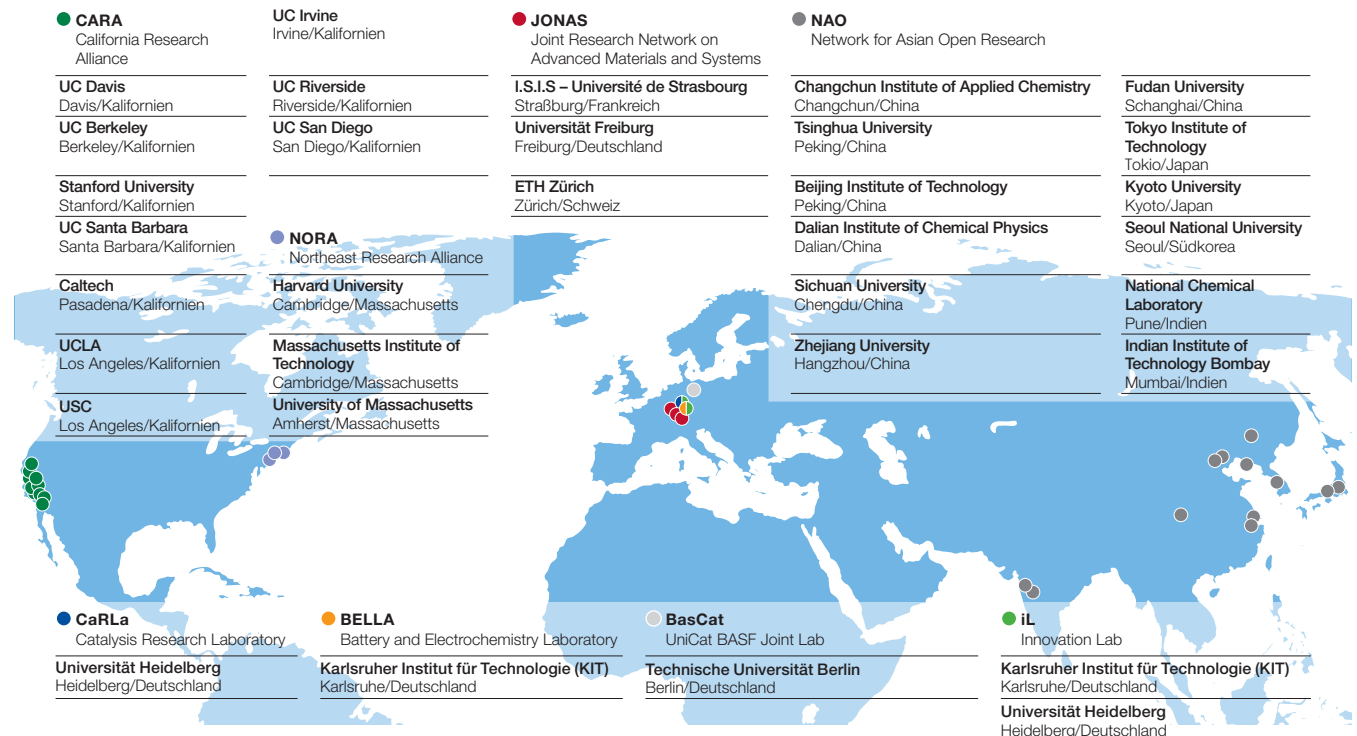 CARA
California Research
Alliance
UC Davis
Davis/Kalifornien
UC Berkeley
Berkeley/Kalifornien
Stanford University
Stanford/Kalifornien
UC Santa Barbara
Santa Barbara/Kalifornien
Caltech
Pasadena/Kalifornien
UCLA
Los Angeles/Kalifornien
USC
Los Angeles/Kalifornien
UC Irvine
Irvine/Kalifornien
UC Riverside
Riverside/Kalifornien
UC San Diego
San Diego/Kalifornien
NORA
Northeast Research Alliance
Harvard University
Cambridge/Massachusetts
Massachusetts Institute of
Technology
Cambridge/Massachusetts
University of Massachusetts
Amherst/Massachusetts
JONAS
Joint Research Network on
Advanced Materials and Systems
I.S.I.S – Université de Strasbourg
Straßburg/Frankreich
Universität Freiburg
Freiburg/Deutschland
ETH Zürich
Zürich/Schweiz
NAO
Network for Asian Open Research
Changchun Institute of Applied Chemistry
Changchun/China
Tsinghua University
Peking/China
Beijing Institute of Technology
Peking/China
Dalian Institute of Chemical Physics
Dalian/China
Sichuan University
Chengdu/China
Zhejiang University
Hangzhou/China
Fudan University
Schanghai/China
Tokyo Institute of
Technology
Tokio/Japan
Kyoto University
Kyoto/Japan
Seoul National University
Seoul/Südkorea
National Chemical
Laboratory
Pune/Indien
Indian Institute of
Technology Bombay
Mumbai/Indien
CaRLa
Catalysis Research Laboratory
Universität Heidelberg
Heidelberg/Deutschland
BELLA
Battery and Electrochemistry Laboratory
Karlsruher Institut für Technologie (KIT)
Karlsruhe/Deutschland
BasCat
UniCat BASF Joint Lab
Technische Universität Berlin
Berlin/Deutschland
iL
Innovation Lab
Karlsruher Institut für Technologie (KIT)
Karlsruhe/Deutschland
Universität Heidelberg
Heidelberg/Deutschland